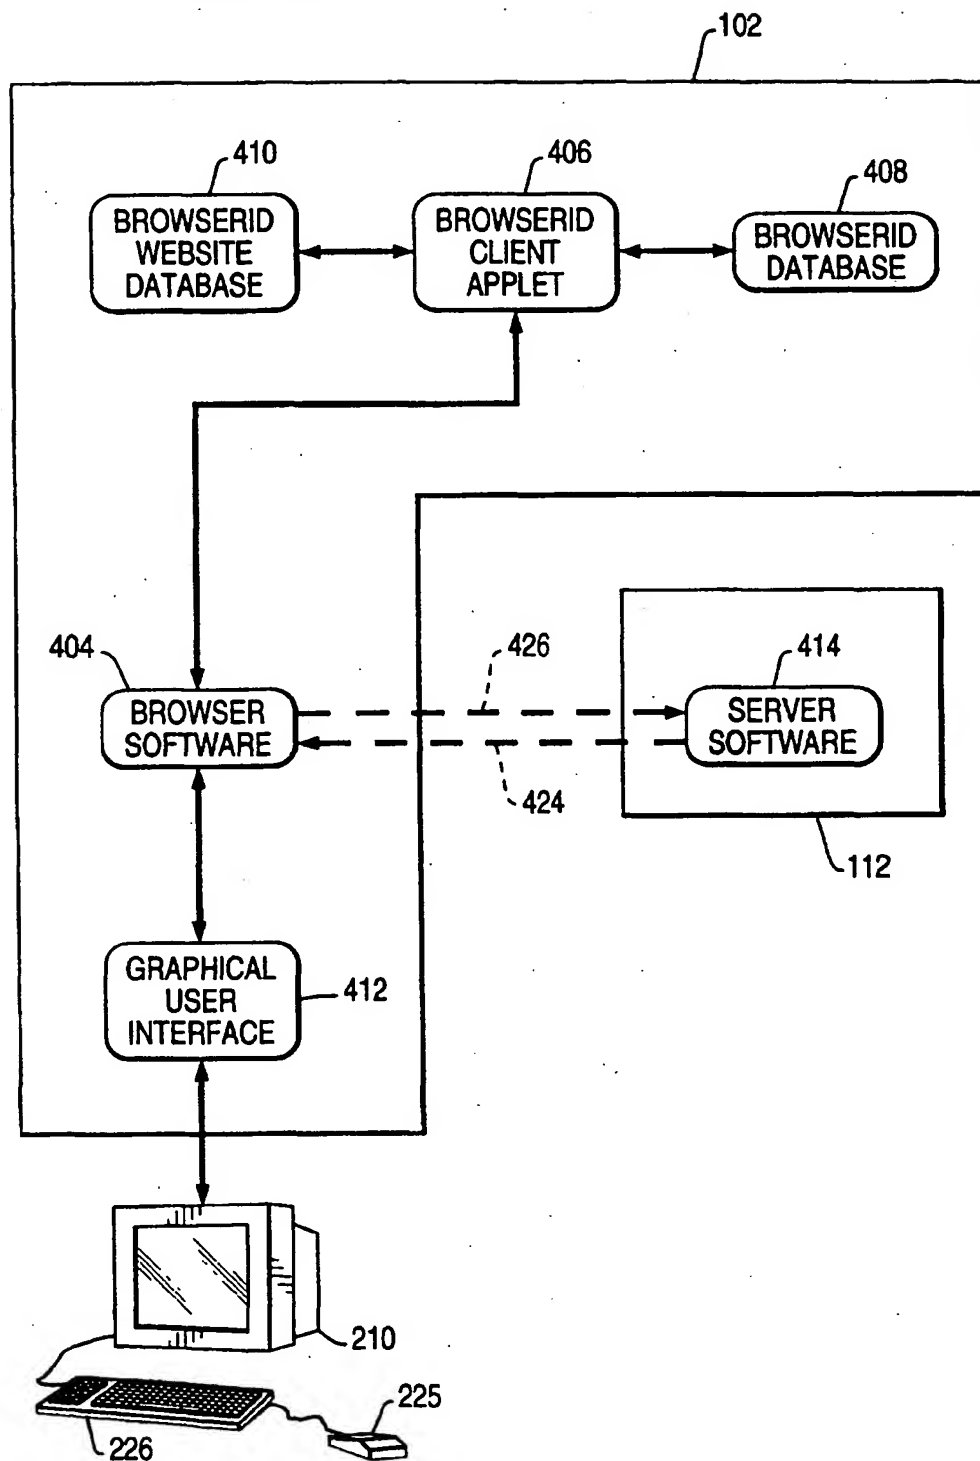 102
410
406
408
BROWSERID
WEBSITE
DATABASE
BROWSERID
CLIENT
APPLET
BROWSERID
DATABASE
404
426
414
BROWSER
SOFTWARE
SERVER
SOFTWARE
424
112
GRAPHICAL
USER
INTERFACE
412
210
225
226